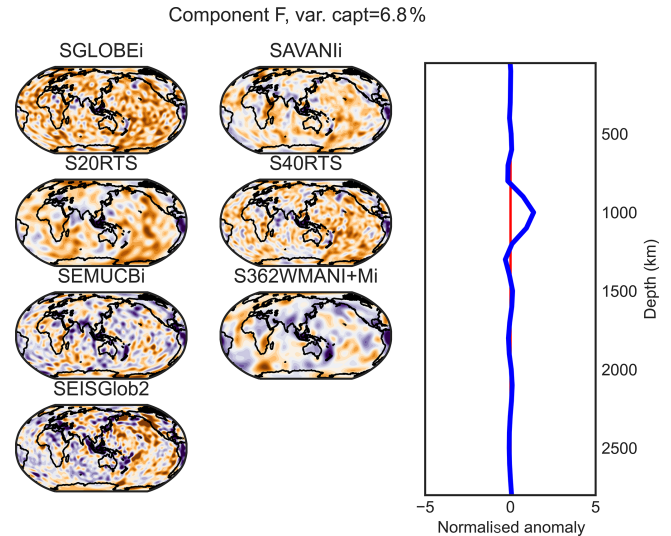 Component F, var. capt=6.8%
SGLOBEi
SAVANIi
S20RTS
S40RTS
SEMUCBi
S362WMANI+Mi
SEISGlob2
500
1000
1500
2000
2500
Depth (km)
−5
0
5
Normalised anomaly